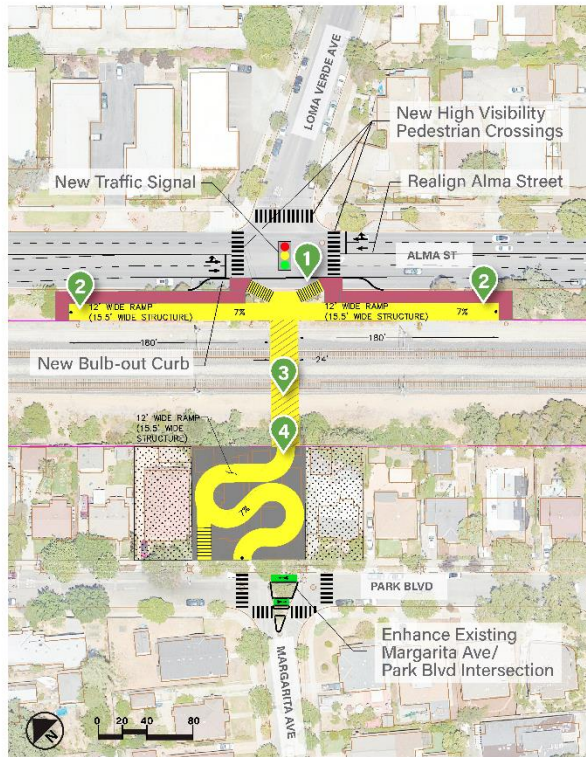 LOMA VERDE AVE
New High Visibility
Pedestrian Crossings
New Traffic Signal
Realign Alma Street
ALMA ST
1
2
2
12' WIDE RAMP
(15.5' WIDE STRUCTURE)
7%
12' WIDE RAMP
(15.5' WIDE STRUCTURE)
7%
New Bulb-out Curb
180'
180'
24'
3
4
12' WIDE RAMP
(15.5' WIDE
STRUCTURE)
7%
PARK BLVD
Enhance Existing
Margarita Ave/
Park Blvd Intersection
MARGARITA AVE
N
0 20 40 80